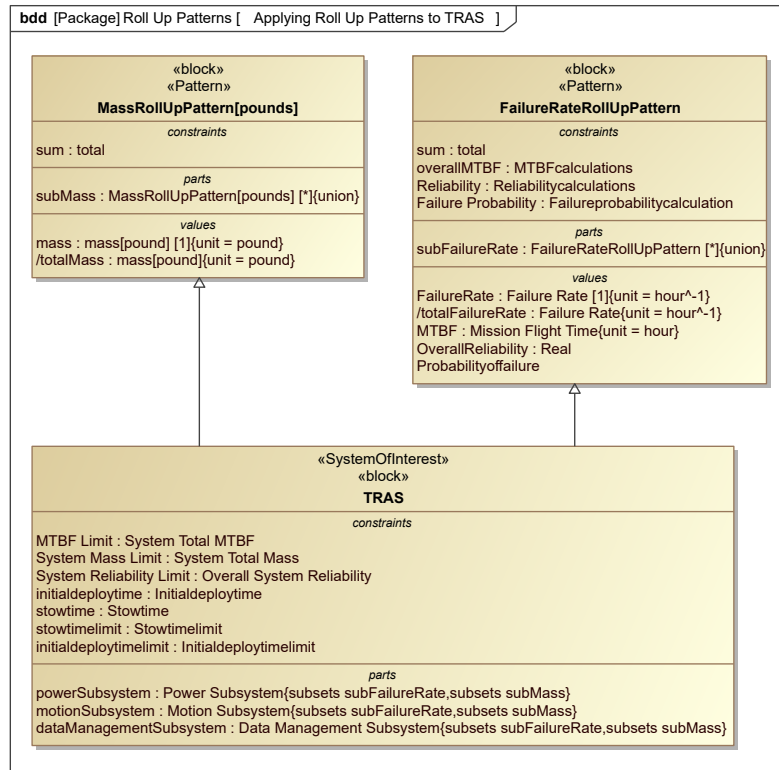 bdd [Package] Roll Up Patterns [ Applying Roll Up Patterns to TRAS ]
«block»
«Pattern»
MassRollUpPattern[pounds]
constraints
sum : total
parts
subMass : MassRollUpPattern[pounds] [*]{union}
values
mass : mass[pound] [1]{unit = pound}
/totalMass : mass[pound]{unit = pound}
«block»
«Pattern»
FailureRateRollUpPattern
constraints
sum : total
overallMTBF : MTBFcalculations
Reliability : Reliabilitycalculations
Failure Probability : Failureprobabilitycalculation
parts
subFailureRate : FailureRateRollUpPattern [*]{union}
values
FailureRate : Failure Rate [1]{unit = hour^-1}
/totalFailureRate : Failure Rate{unit = hour^-1}
MTBF : Mission Flight Time{unit = hour}
OverallReliability : Real
Probabilityoffailure
«SystemOfInterest»
«block»
TRAS
constraints
MTBF Limit : System Total MTBF
System Mass Limit : System Total Mass
System Reliability Limit : Overall System Reliability
initialdeploytime : Initialdeploytime
stowtime : Stowtime
stowtimelimit : Stowtimelimit
initialdeploytimelimit : Initialdeploytimelimit
parts
powerSubsystem : Power Subsystem{subsets subFailureRate,subsets subMass}
motionSubsystem : Motion Subsystem{subsets subFailureRate,subsets subMass}
dataManagementSubsystem : Data Management Subsystem{subsets subFailureRate,subsets subMass}